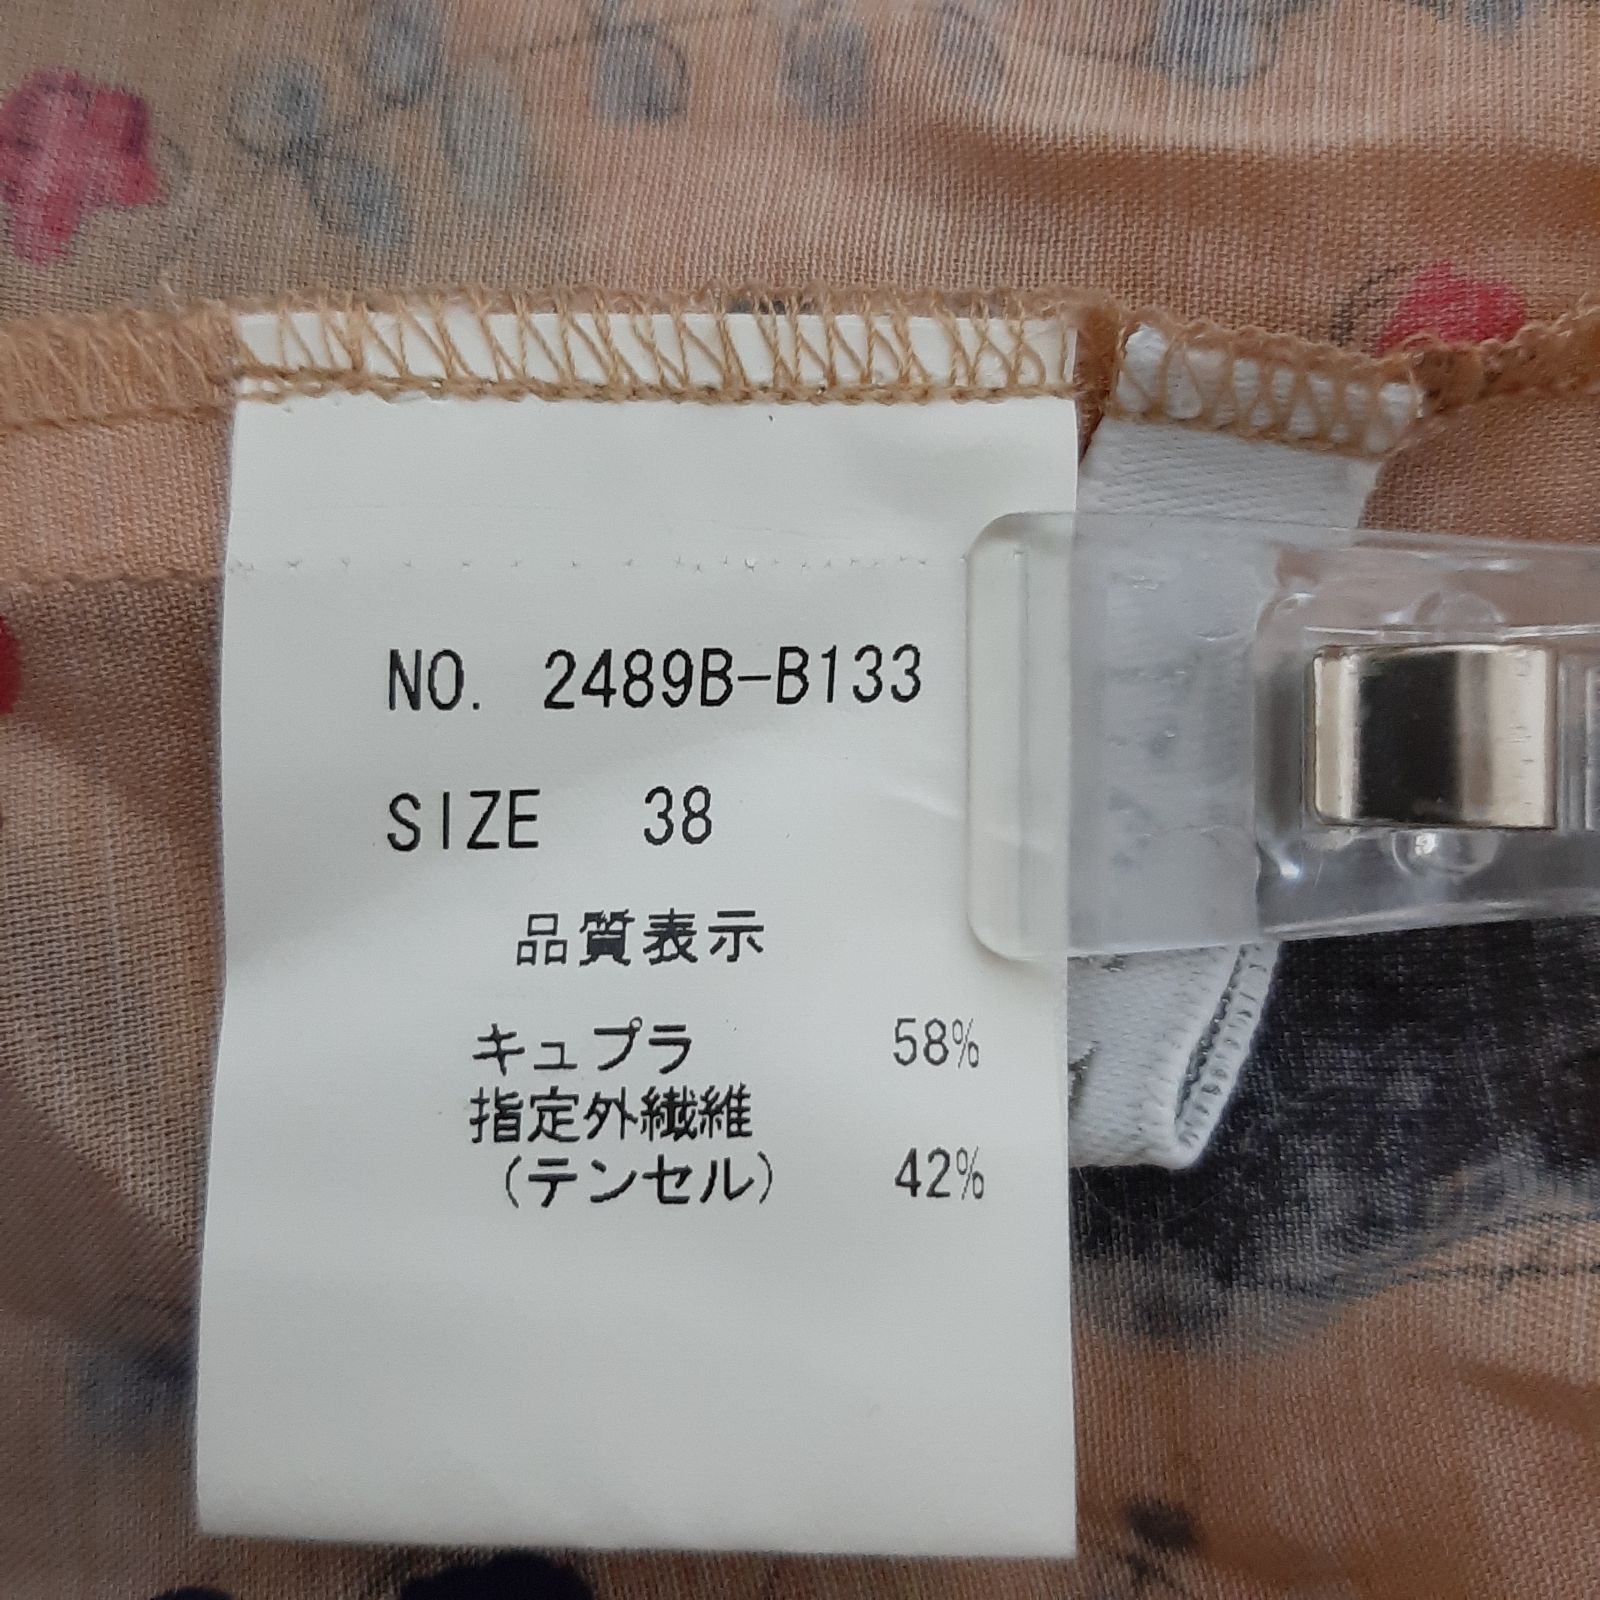 NO. 2489B-B133
SIZE 38
品質表示
キュプラ 58%
指定外繊維
(テンセル) 42%